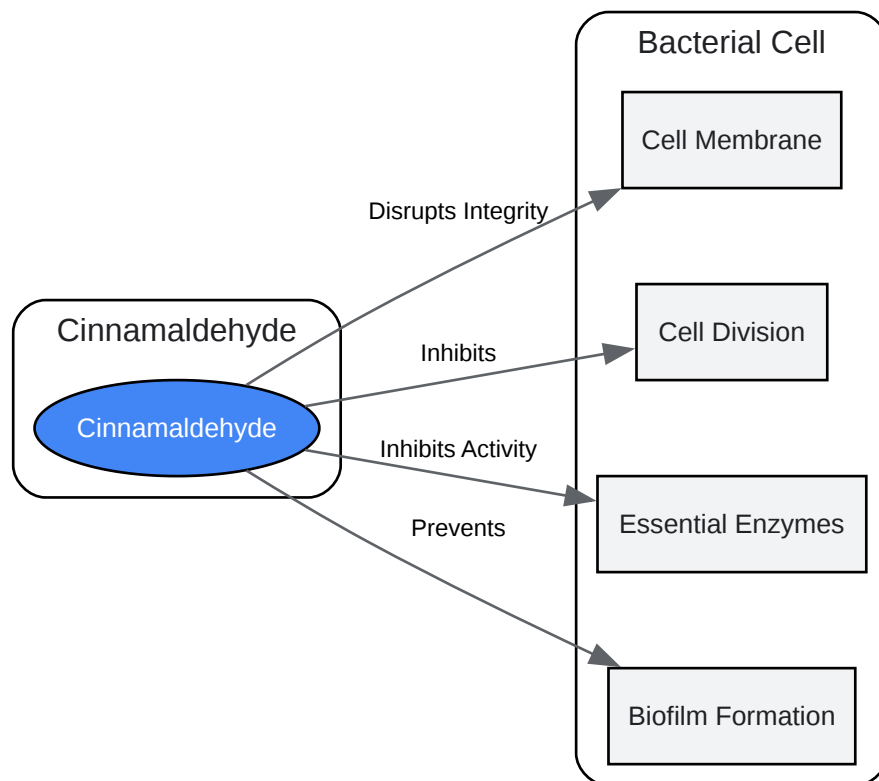 Bacterial Cell
Cell Membrane
Disrupts Integrity
Cell Division
Cinnamaldehyde
Inhibits
Cinnamaldehyde
Inhibits Activity
Essential Enzymes
Prevents
Biofilm Formation